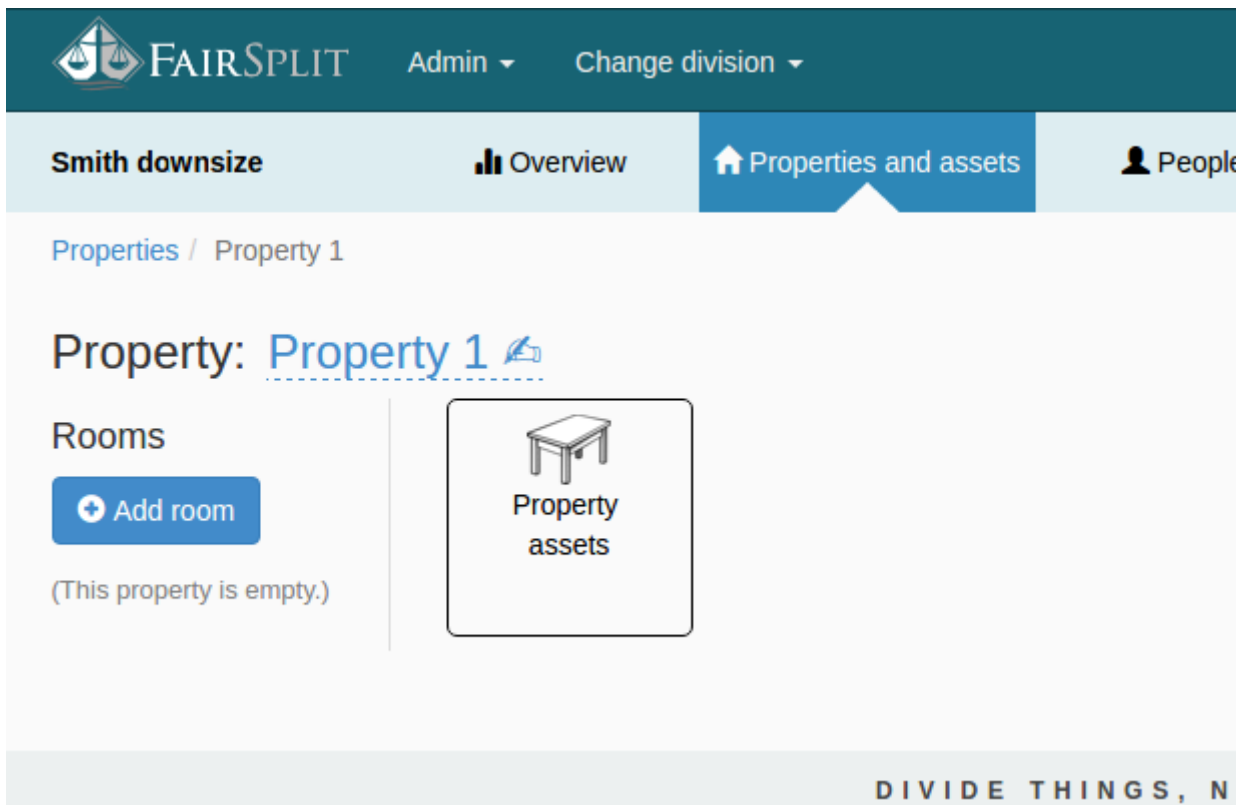 FAIRSPLIT Admin Change division
Smith downsize Overview Properties and assets People
Properties / Property 1
Property: Property 1
Rooms
Add room
(This property is empty.)
Property
assets
DIVIDE THINGS, N